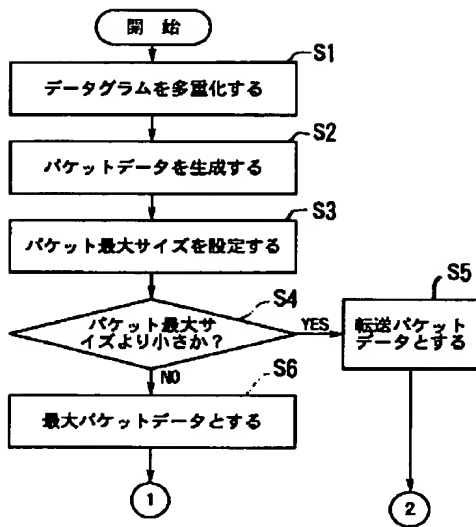 開 始
S1
データグラムを多重化する
S2
パケットデータを生成する
S3
パケット最大サイズを設定する
S4
パケット最大サ
イズより小さか?
YES
S5
転送パケット
データとする
NO
S6
最大パケットデータとする
1
2